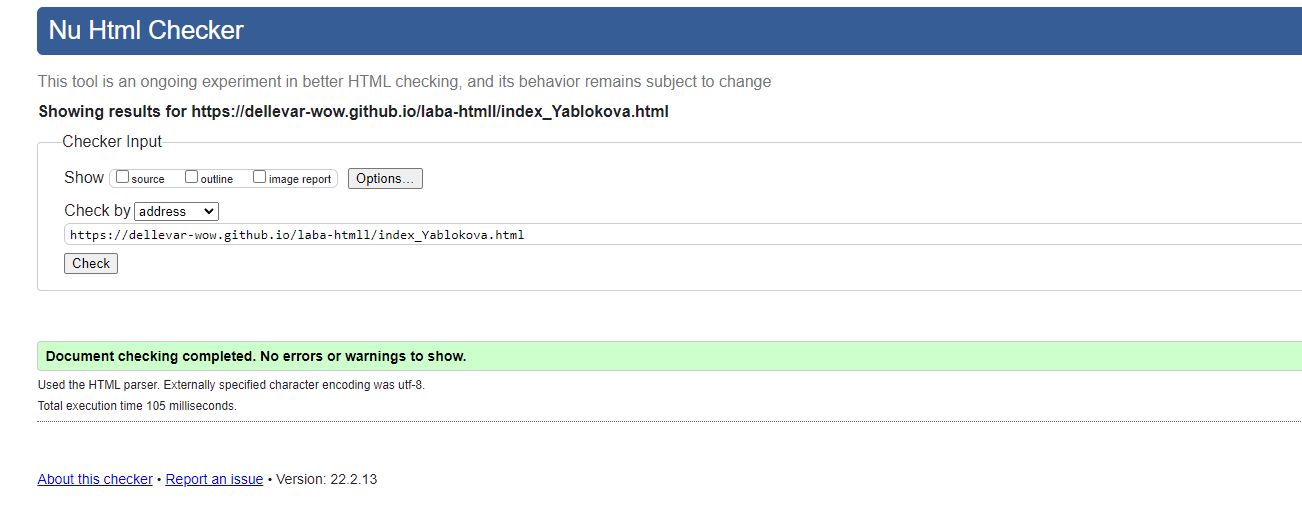 Nu Html Checker
This tool is an ongoing experiment in better HTML checking, and its behavior remains subject to change
Showing results for https://dellevar-wow.github.io/laba-htmll/index_Yablokova.html
Checker Input
Show source outline image report Options...
Check by address
https://dellevar-wow.github.io/laba-htmll/index_Yablokova.html
Check
Document checking completed. No errors or warnings to show.
Used the HTML parser. Externally specified character encoding was utf-8.
Total execution time 105 milliseconds.
About this checker • Report an issue • Version: 22.2.13